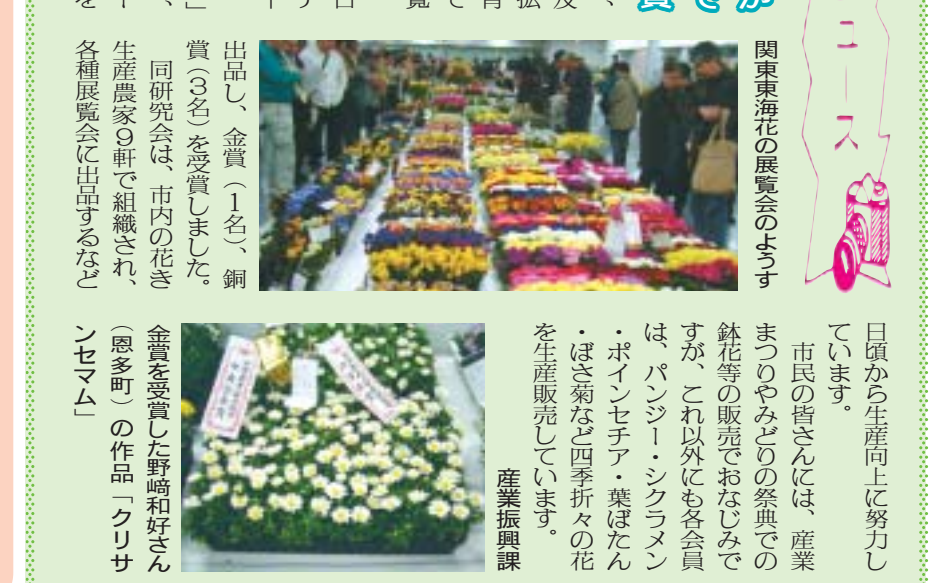 ュース
関東東海花の展覧会のようす
出品し、金賞（１名）、銅
賞（３名）を受賞しました。
同研究会は、市内の花き
生産農家９軒で組織され、
各種展覧会に出品するなど
日頃から生産向上に努力し
ています。
市民の皆さんには、産業
まつりやみどりの祭典での
鉢花等の販売でおなじみで
すが、これ以外にも各会員
は、パンジー・シクラメン
・ポインセチア・葉ぼたん
・ぼさ菊など四季折々の花
を生産販売しています。
産業振興課
金賞を受賞した野﨑和好さん
（恩多町）の作品「クリサ
ンセマム」